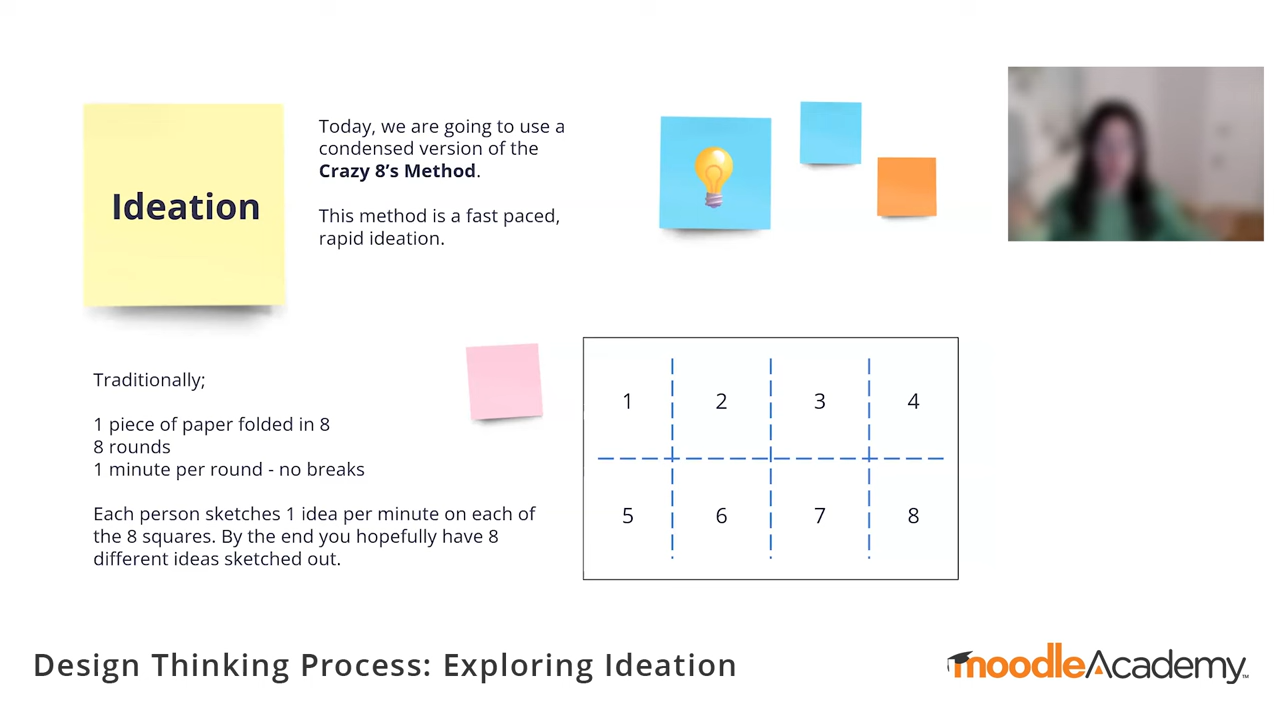 Ideation
Today, we are going to use a
condensed version of the
Crazy 8’s Method.
This method is a fast paced,
rapid ideation.
Traditionally;
1 piece of paper folded in 8
8 rounds
1 minute per round - no breaks
Each person sketches 1 idea per minute on each of
the 8 squares. By the end you hopefully have 8
different ideas sketched out.
1 2 3 4
5 6 7 8
Design Thinking Process: Exploring Ideation
moodleAcademy™